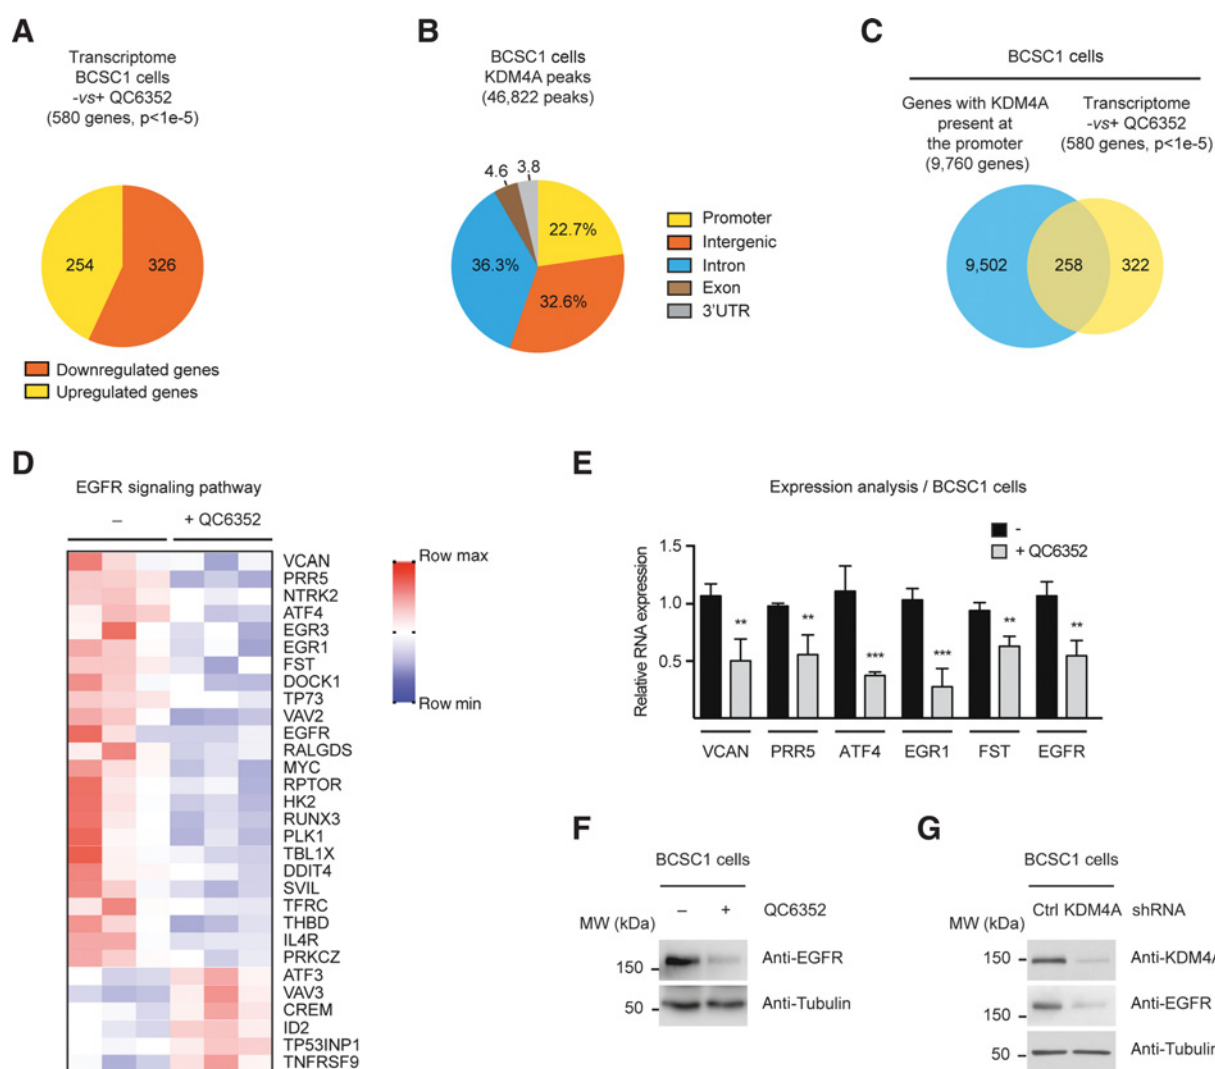 A
Transcriptome
BCSC1 cells
-vs+ QC6352
(580 genes, p<1e-5)
254
326
Downregulated genes
Upregulated genes
B
BCSC1 cells
KDM4A peaks
(46,822 peaks)
4.6
3.8
22.7%
36.3%
32.6%
Promoter
Intergenic
Intron
Exon
3'UTR
C
BCSC1 cells
Genes with KDM4A
present at
the promoter
(9,760 genes)
Transcriptome
-vs+ QC6352
(580 genes, p<1e-5)
9,502
258
322
D
EGFR signaling pathway
–
+ QC6352
VCAN
PRR5
NTRK2
ATF4
EGR3
EGR1
FST
DOCK1
TP73
VAV2
EGFR
RALGDS
MYC
RPTOR
HK2
RUNX3
PLK1
TBL1X
DDIT4
SVIL
TFRC
THBD
IL4R
PRKCZ
ATF3
VAV3
CREM
ID2
TP53INP1
TNFRSF9
Row max
Row min
E
Expression analysis / BCSC1 cells
-
+ QC6352
Relative RNA expression
1.5
1.0
0.5
** ** *** *** ** **
VCAN PRR5 ATF4 EGR1 FST EGFR
F
BCSC1 cells
– + QC6352
MW (kDa)
150
Anti-EGFR
50
Anti-Tubulin
G
BCSC1 cells
Ctrl KDM4A shRNA
MW (kDa)
150
Anti-KDM4A
150
Anti-EGFR
50
Anti-Tubulin